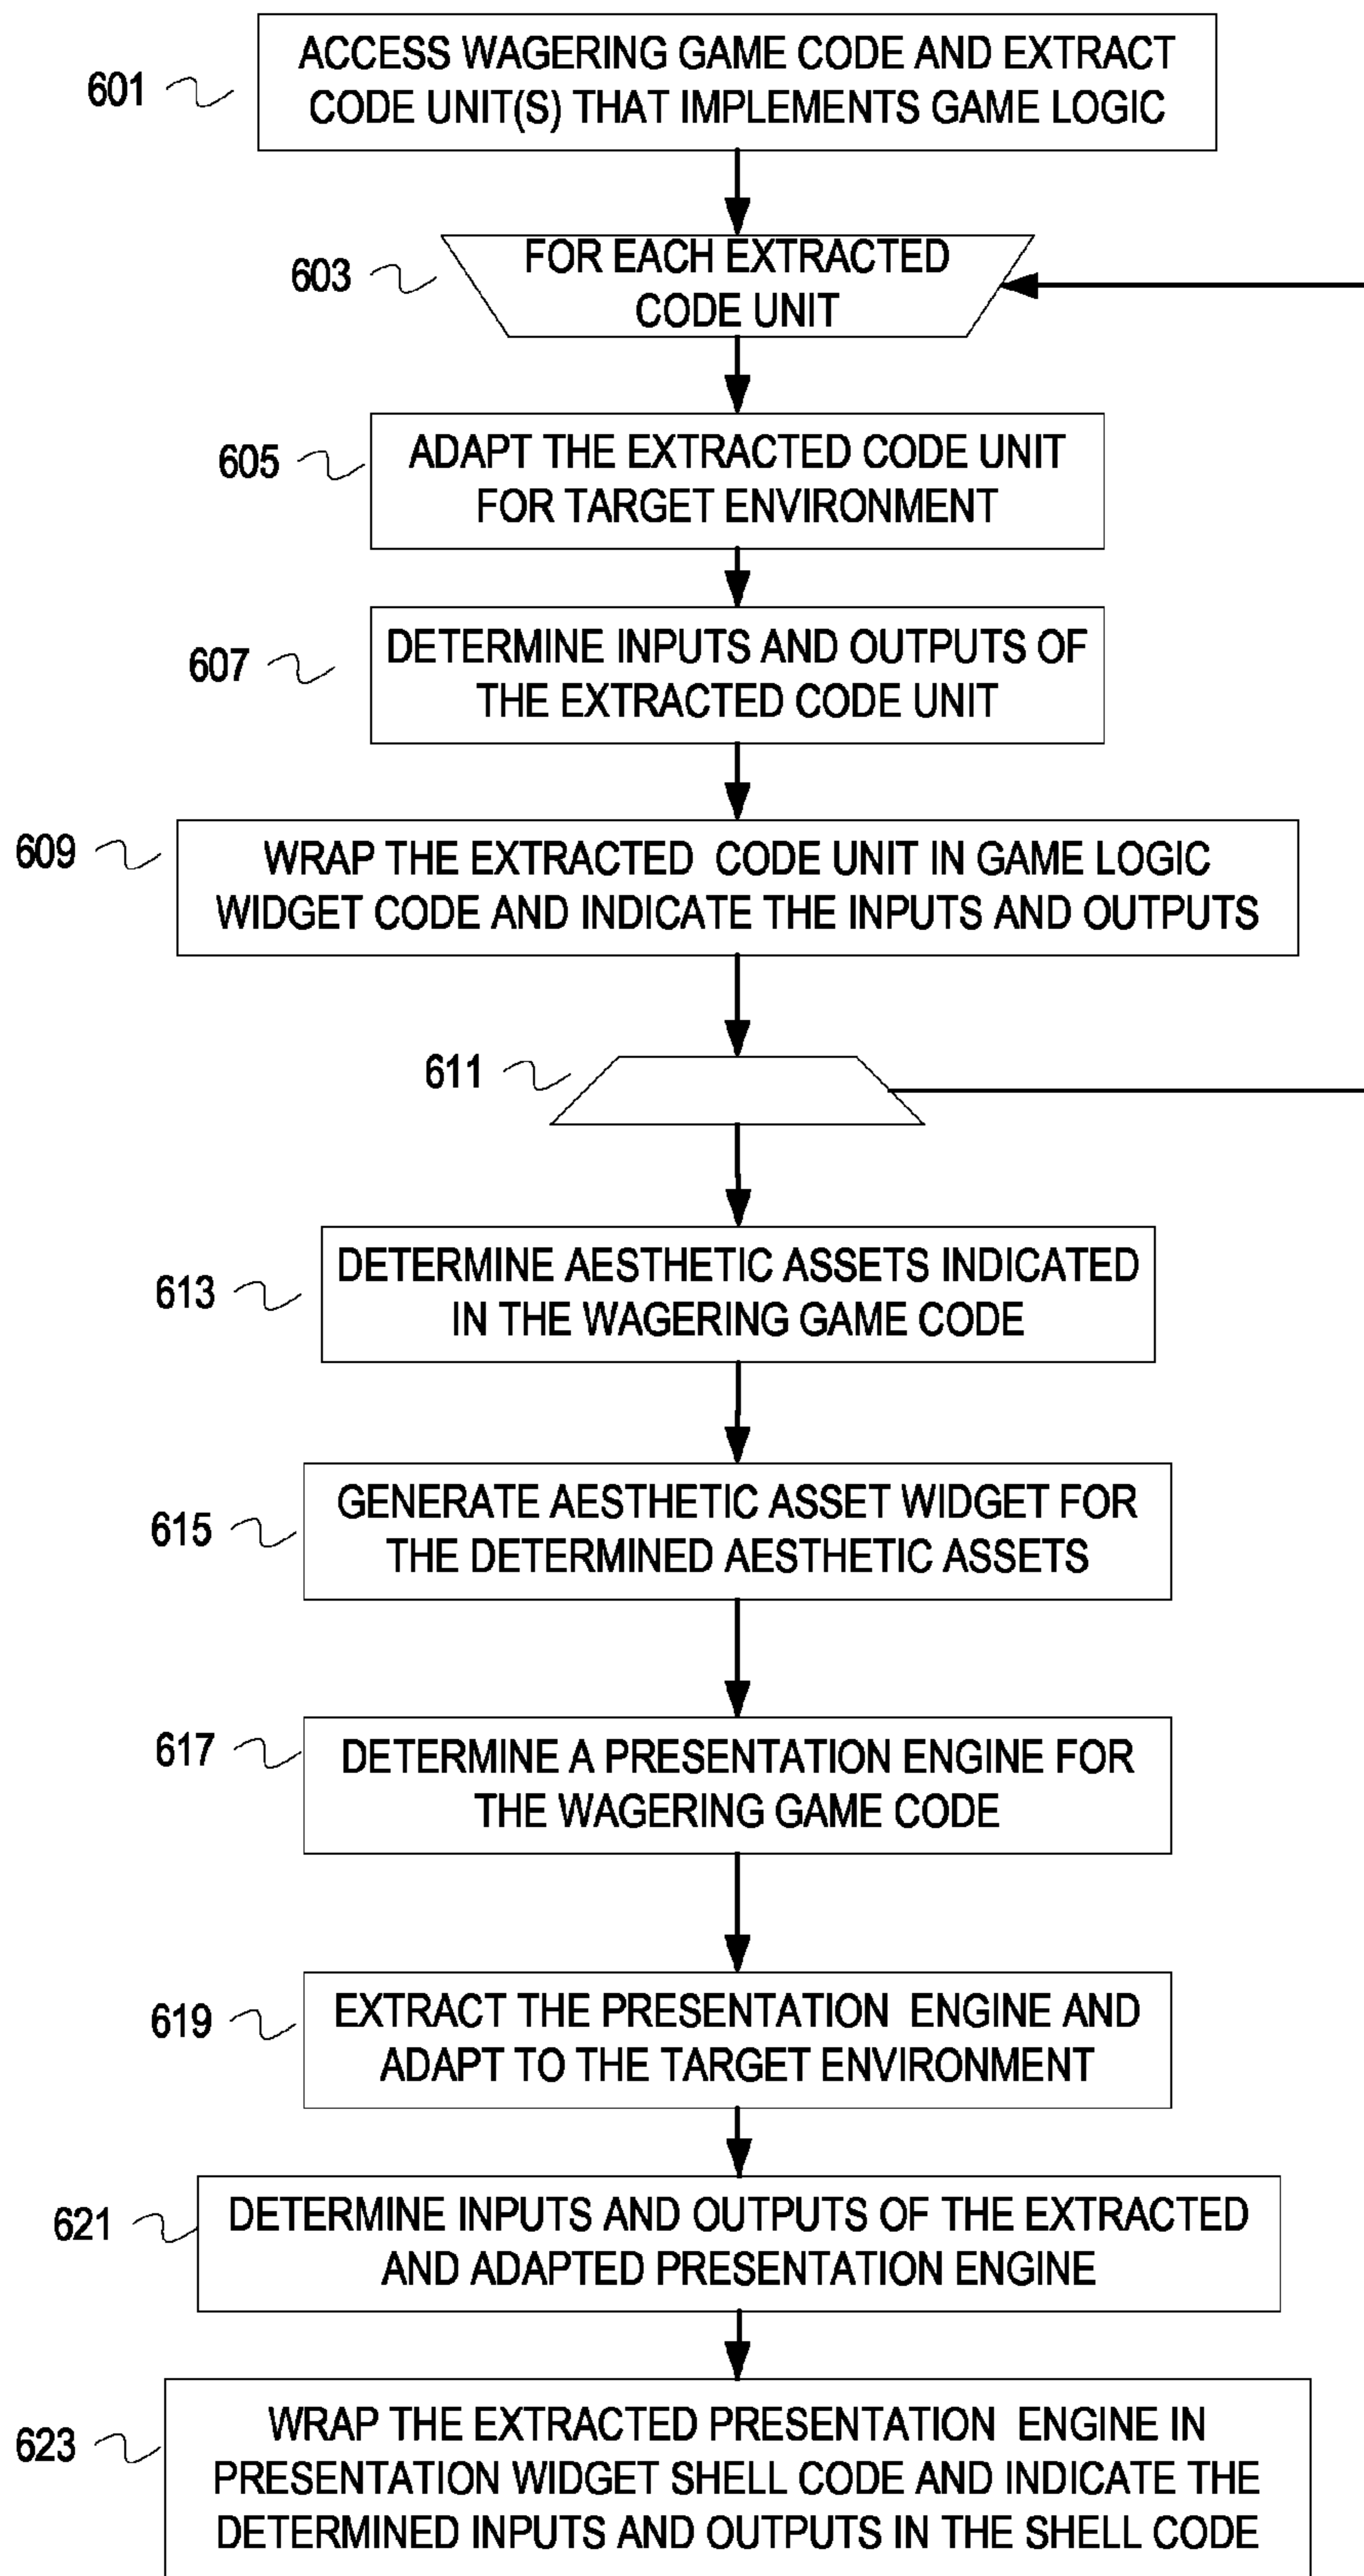 601
ACCESS WAGERING GAME CODE AND EXTRACT
CODE UNIT(S) THAT IMPLEMENTS GAME LOGIC
603
FOR EACH EXTRACTED
CODE UNIT
605
ADAPT THE EXTRACTED CODE UNIT
FOR TARGET ENVIRONMENT
607
DETERMINE INPUTS AND OUTPUTS OF
THE EXTRACTED CODE UNIT
609
WRAP THE EXTRACTED CODE UNIT IN GAME LOGIC
WIDGET CODE AND INDICATE THE INPUTS AND OUTPUTS
611
613
DETERMINE AESTHETIC ASSETS INDICATED
IN THE WAGERING GAME CODE
615
GENERATE AESTHETIC ASSET WIDGET FOR
THE DETERMINED AESTHETIC ASSETS
617
DETERMINE A PRESENTATION ENGINE FOR
THE WAGERING GAME CODE
619
EXTRACT THE PRESENTATION ENGINE AND
ADAPT TO THE TARGET ENVIRONMENT
621
DETERMINE INPUTS AND OUTPUTS OF THE EXTRACTED
AND ADAPTED PRESENTATION ENGINE
623
WRAP THE EXTRACTED PRESENTATION ENGINE IN
PRESENTATION WIDGET SHELL CODE AND INDICATE THE
DETERMINED INPUTS AND OUTPUTS IN THE SHELL CODE